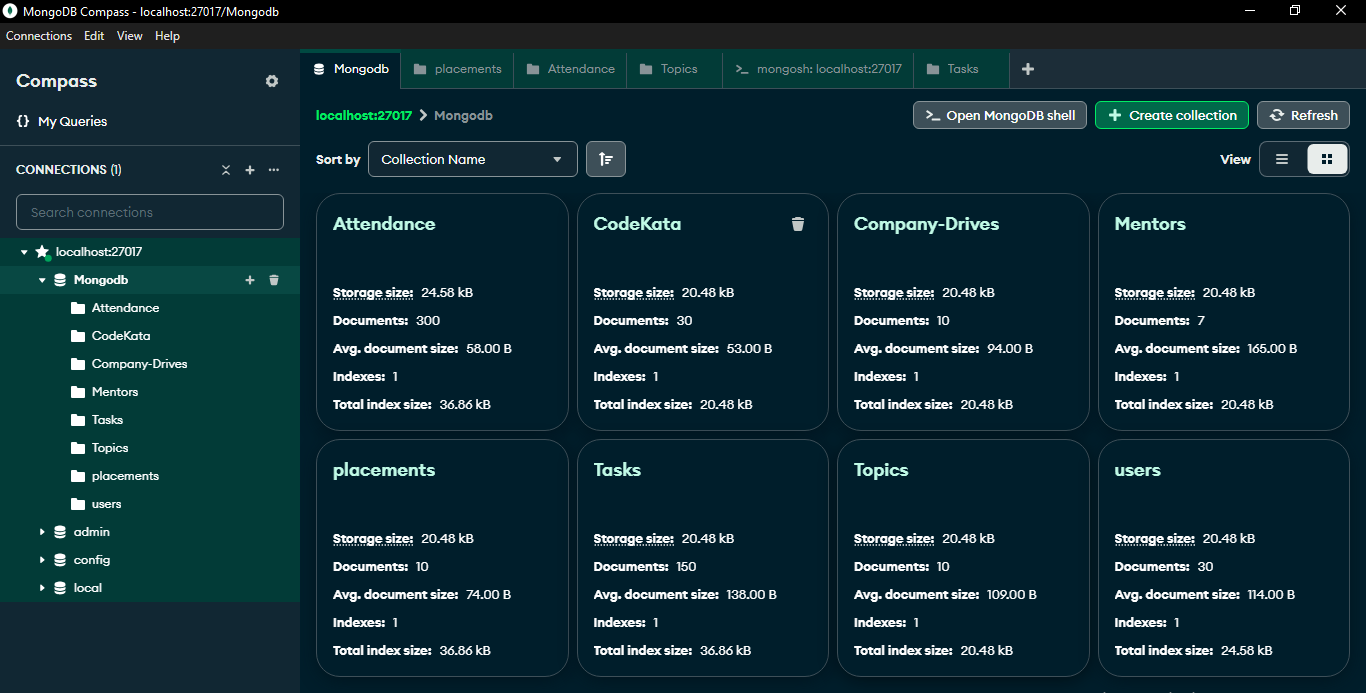 MongoDB Compass - localhost:27017/Mongodb
Connections Edit View Help
Compass
{} My Queries
CONNECTIONS (1)
Search connections
localhost:27017
Mongodb
Attendance
CodeKata
Company-Drives
Mentors
Tasks
Topics
placements
users
admin
config
local
Mongodb placements Attendance Topics >_ mongosh: localhost:27017 Tasks
localhost:27017 > Mongodb
>_ Open MongoDB shell + Create collection Refresh
Sort by Collection Name View
Attendance
Storage size: 24.58 kB
Documents: 300
Avg. document size: 58.00 B
Indexes: 1
Total index size: 36.86 kB
CodeKata
Storage size: 20.48 kB
Documents: 30
Avg. document size: 53.00 B
Indexes: 1
Total index size: 20.48 kB
Company-Drives
Storage size: 20.48 kB
Documents: 10
Avg. document size: 94.00 B
Indexes: 1
Total index size: 20.48 kB
Mentors
Storage size: 20.48 kB
Documents: 7
Avg. document size: 165.00 B
Indexes: 1
Total index size: 20.48 kB
placements
Storage size: 20.48 kB
Documents: 10
Avg. document size: 74.00 B
Indexes: 1
Total index size: 36.86 kB
Tasks
Storage size: 20.48 kB
Documents: 150
Avg. document size: 138.00 B
Indexes: 1
Total index size: 36.86 kB
Topics
Storage size: 20.48 kB
Documents: 10
Avg. document size: 109.00 B
Indexes: 1
Total index size: 20.48 kB
users
Storage size: 20.48 kB
Documents: 30
Avg. document size: 114.00 B
Indexes: 1
Total index size: 24.58 kB